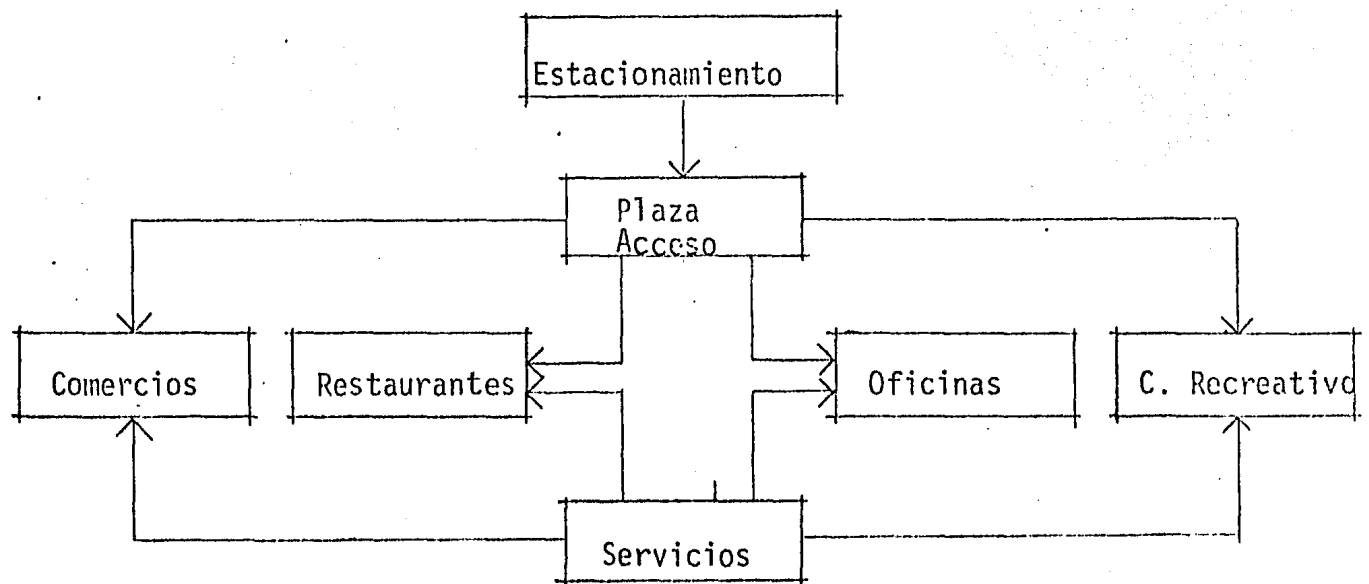 Estacionamiento
Plaza
Acceso
Comercios
Restaurantes
Oficinas
C. Recreativo
Servicios